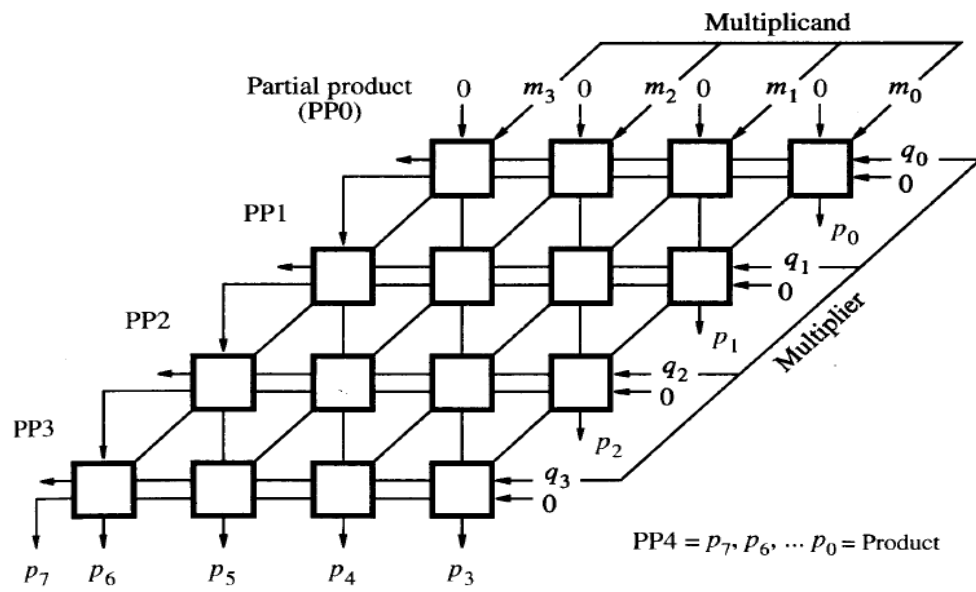 Multiplicand
Partial product
(PP0)
0 m3 0 m2 0 m1 0 m0
q0
0
PP1
p0
q1
0
PP2
p1
Multiplier
q2
0
PP3
p2
q3
0
PP4 = p7, p6, ... p0 = Product
p7 p6 p5 p4 p3